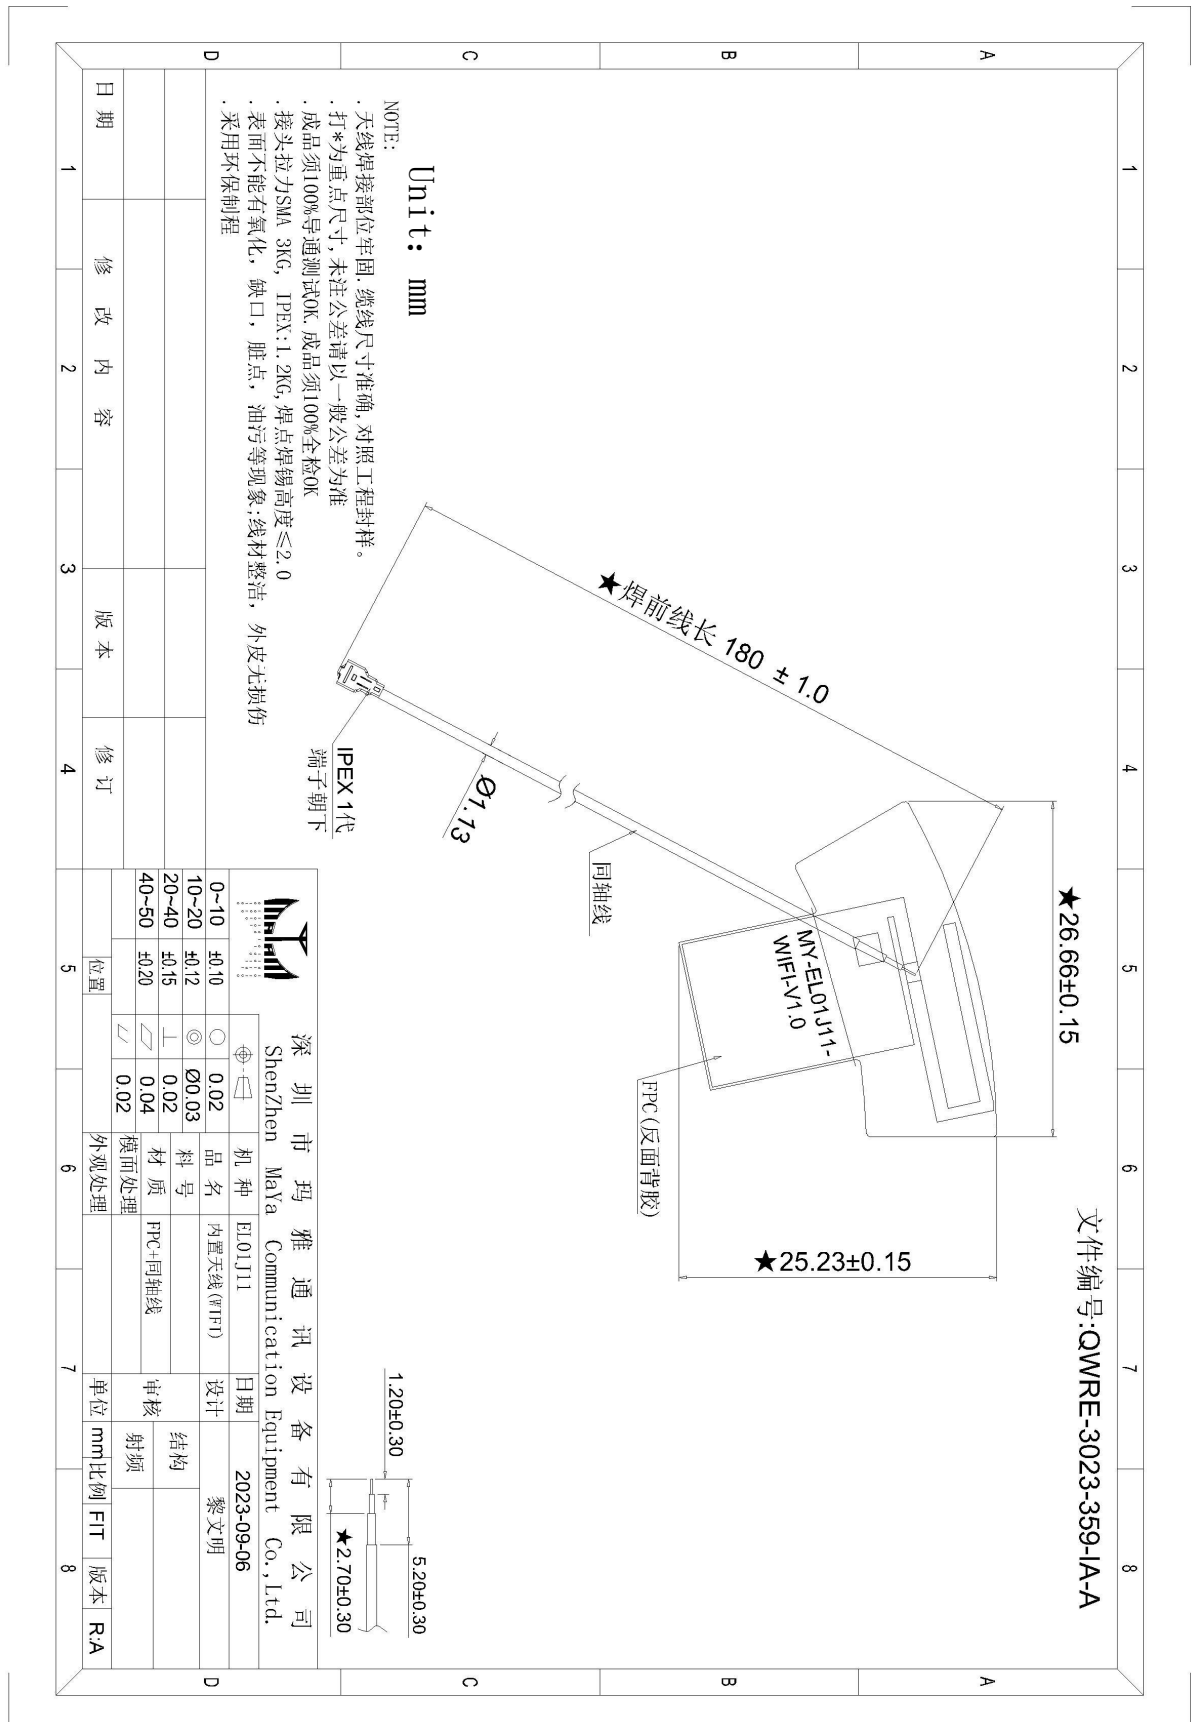 文件编号:QWRE-3023-359-IA-A
1 2 3 4 5 6 7 8
A
B
C
D
A
B
C
D
★26.66±0.15
★25.23±0.15
★焊前线长 180 ± 1.0
MY-EL01J11-
WIFI-V1.0
FPC(反面背胶)
同轴线
Ø1.13
IPEX 1代
端子朝下
1.20±0.30
5.20±0.30
★2.70±0.30
Unit: mm
NOTE:
.天线焊接部位牢固.缆线尺寸准确,对照工程封样。
.打*为重点尺寸,未注公差请以一般公差为准
.成品须100%导通测试OK.成品须100%全检OK
.接头拉力SMA 3KG, IPEX:1.2KG,焊点焊锡高度≤2.0
.表面不能有氧化, 缺口, 脏点, 油污等现象;线材整洁, 外皮无损伤
.采用环保制程
深圳市玛雅通讯设备有限公司
ShenZhen MaYa Communication Equipment Co.,Ltd.
机种 EL01J11 日期 2023-09-06
0~10 ±0.10 ○ 0.02 品名 内置天线(WIFI) 设计 黎文明
10~20 ±0.12 ◎ Ø0.03 料号
20~40 ±0.15 ⊥ 0.02 材质 FPC+同轴线 审核 结构
40~50 ±0.20 ▱ 0.04 模面处理 射频
// 0.02
日期 修改内容 版本 修订 位置 外观处理 单位 mm 比例 FIT 版本 R:A
1 2 3 4 5 6 7 8